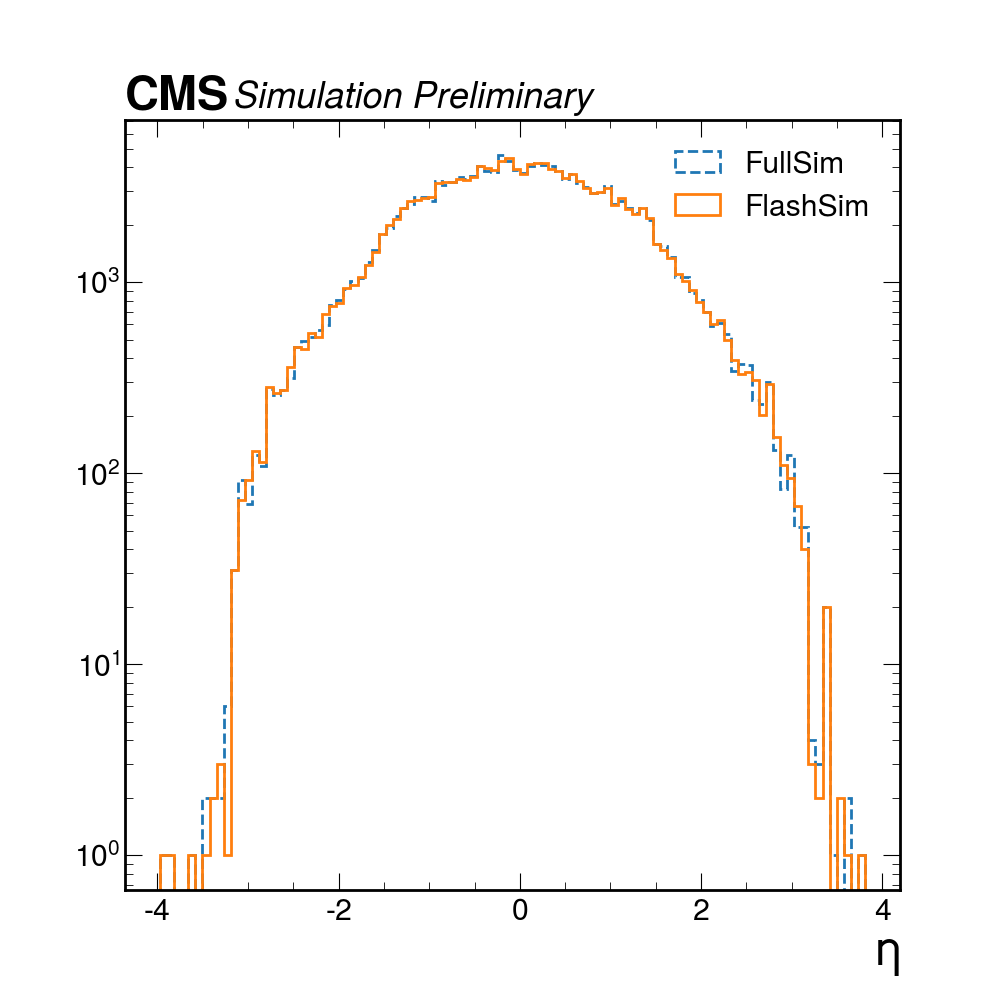 CMS Simulation Preliminary
FullSim
FlashSim
10³
10²
10¹
10⁰
-4 -2 0 2 4
η